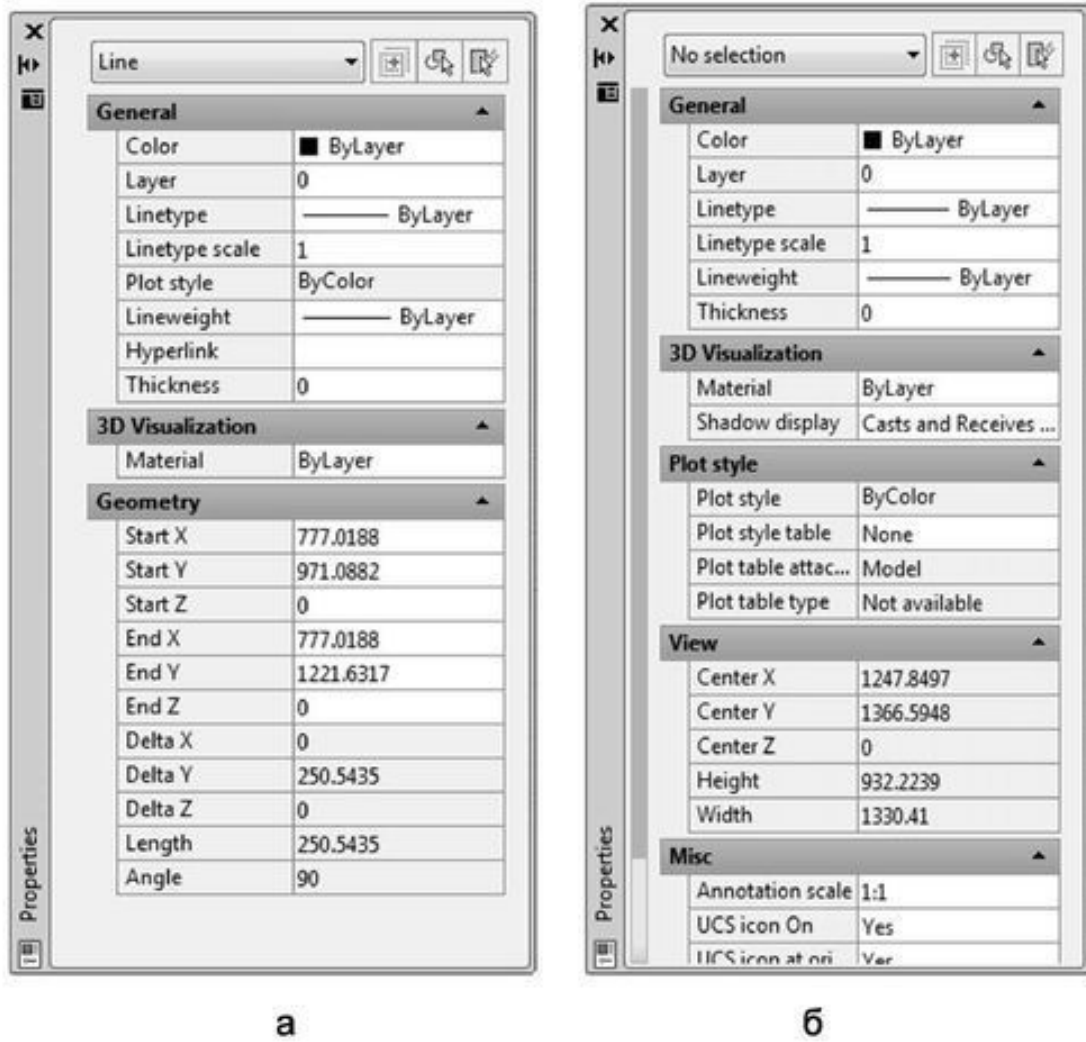 Line
General
Color ByLayer
Layer 0
Linetype ByLayer
Linetype scale 1
Plot style ByColor
Lineweight ByLayer
Hyperlink
Thickness 0
3D Visualization
Material ByLayer
Geometry
Start X 777.0188
Start Y 971.0882
Start Z 0
End X 777.0188
End Y 1221.6317
End Z 0
Delta X 0
Delta Y 250.5435
Delta Z 0
Length 250.5435
Angle 90
Properties
а
No selection
General
Color ByLayer
Layer 0
Linetype ByLayer
Linetype scale 1
Lineweight ByLayer
Thickness 0
3D Visualization
Material ByLayer
Shadow display Casts and Receives ...
Plot style
Plot style ByColor
Plot style table None
Plot table attac... Model
Plot table type Not available
View
Center X 1247.8497
Center Y 1366.5948
Center Z 0
Height 932.2239
Width 1330.41
Misc
Annotation scale 1:1
UCS icon On Yes
UCS icon at ori Yes
Properties
б